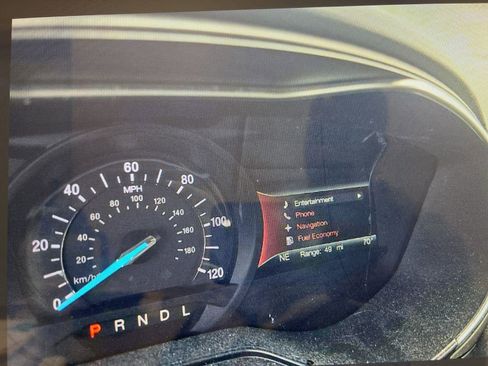 60
40
MPH
80
80
100
120
60
140
20
40
160
100
20
180
km/h
120
0
P R N D L
Entertainment
Phone
Navigation
Fuel Economy
NE Range: 49 mi 70°